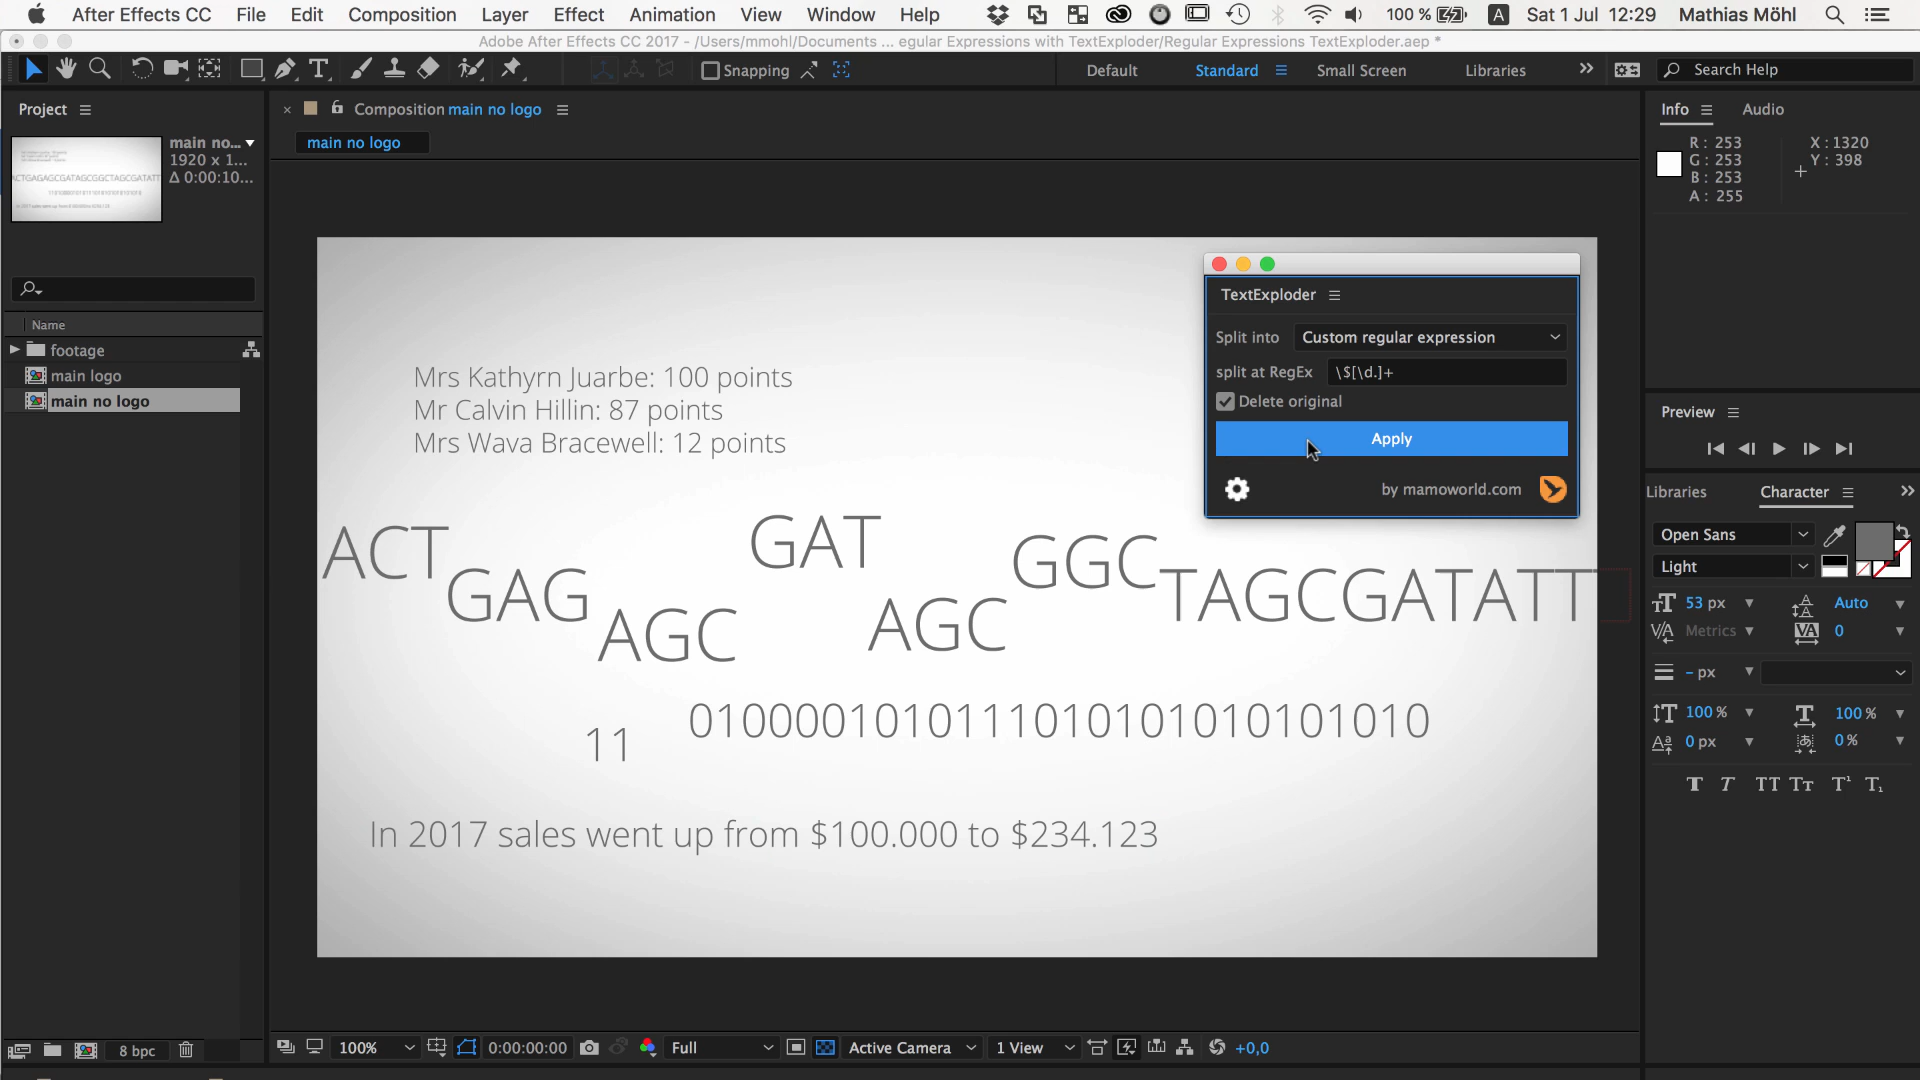 After Effects CC File Edit Composition Layer Effect Animation View Window Help 100 % A Sat 1 Jul 12:29 Mathias Möhl
Adobe After Effects CC 2017 - /Users/mmohl/Documents ... egular Expressions with TextExploder/Regular Expressions TextExploder.aep *
Snapping Default Standard Small Screen Libraries Search Help
Project
main no...
1920 x 1...
Δ 0:00:10...
Name
footage
main logo
main no logo
Composition main no logo
main no logo
Mrs Kathyrn Juarbe: 100 points
Mr Calvin Hillin: 87 points
Mrs Wava Bracewell: 12 points
ACT GAG AGC GAT AGC GGC TAGCGATATT
11 0100001010111010101010101010
In 2017 sales went up from $100.000 to $234.123
TextExploder
Split into Custom regular expression
split at RegEx \$[\d.]+
Delete original
Apply
by mamoworld.com
Info Audio
R: 253 X: 1320
G: 253 Y: 398
B: 253
A: 255
Preview
Libraries Character
Open Sans
Light
53 px Auto
Metrics 0
- px
100 % 100 %
0 px 0 %
T T TT Tт T¹ T₁
8 bpc
100% 0:00:00:00 Full Active Camera 1 View +0,0